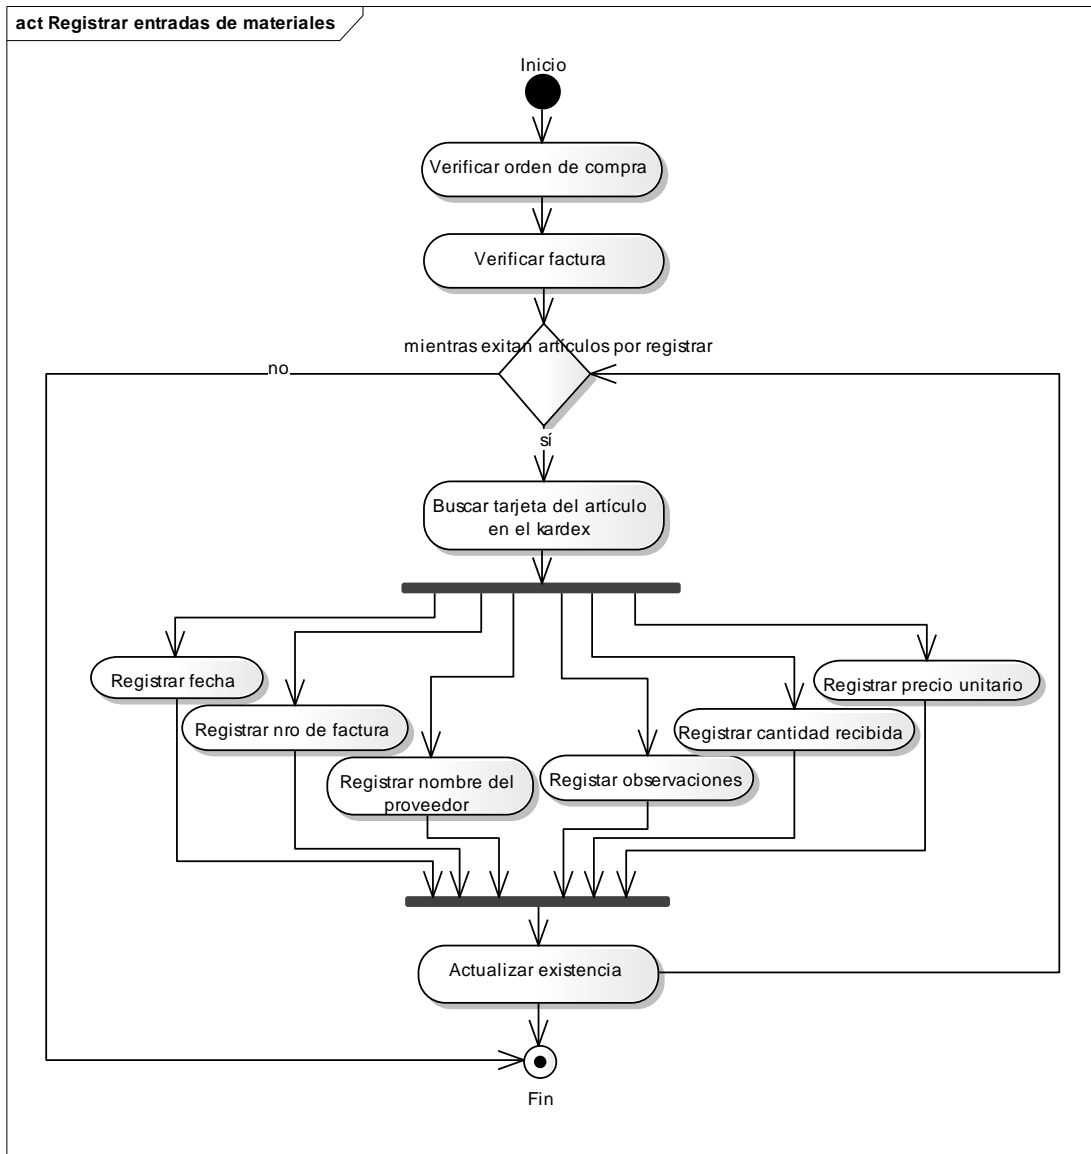 act Registrar entradas de materiales
Inicio
Verificar orden de compra
Verificar factura
mientras exitan artículos por registrar
no
sí
Buscar tarjeta del artículo
en el kardex
Registrar fecha
Registrar precio unitario
Registrar nro de factura
Registrar cantidad recibida
Registrar nombre del
proveedor
Registar observaciones
Actualizar existencia
Fin